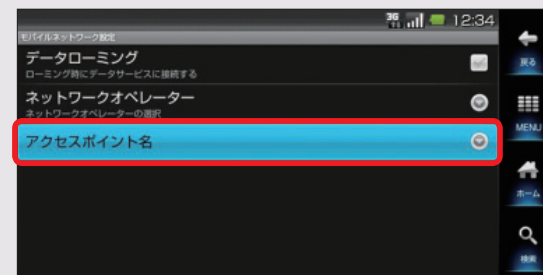 3G 12:34
モバイルネットワーク設定
データローミング
ローミング時にデータサービスに接続する
ネットワークオペレーター
ネットワークオペレーターの選択
アクセスポイント名
戻る
MENU
ホーム
検索